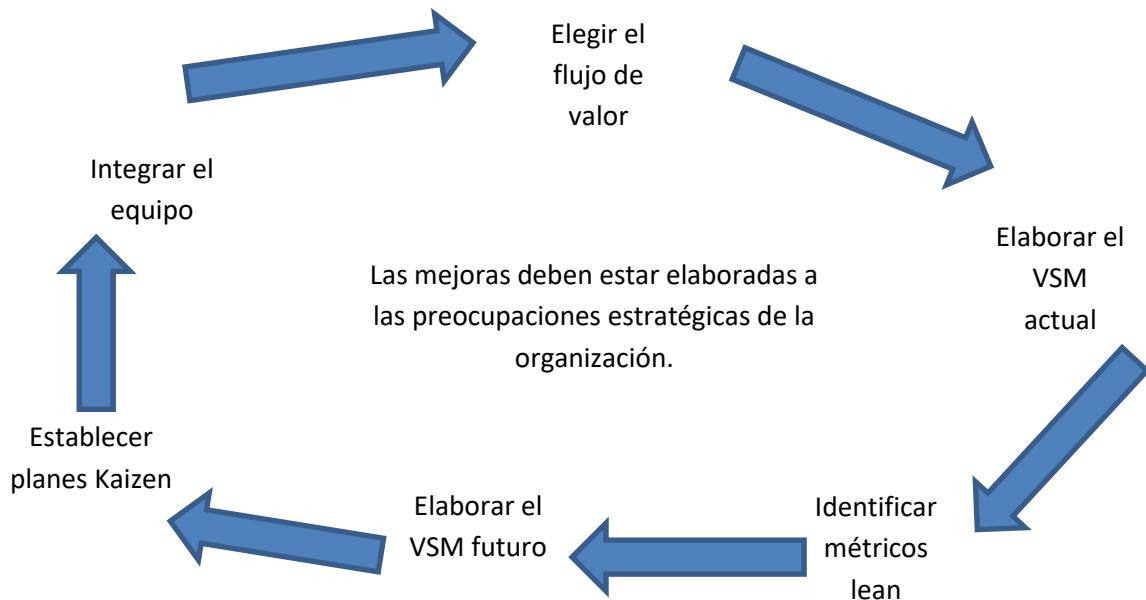 Elegir el
flujo de
valor
Integrar el
equipo
Elaborar el
VSM
actual
Las mejoras deben estar elaboradas a
las preocupaciones estratégicas de la
organización.
Establecer
planes Kaizen
Elaborar el
VSM futuro
Identificar
métricos
lean